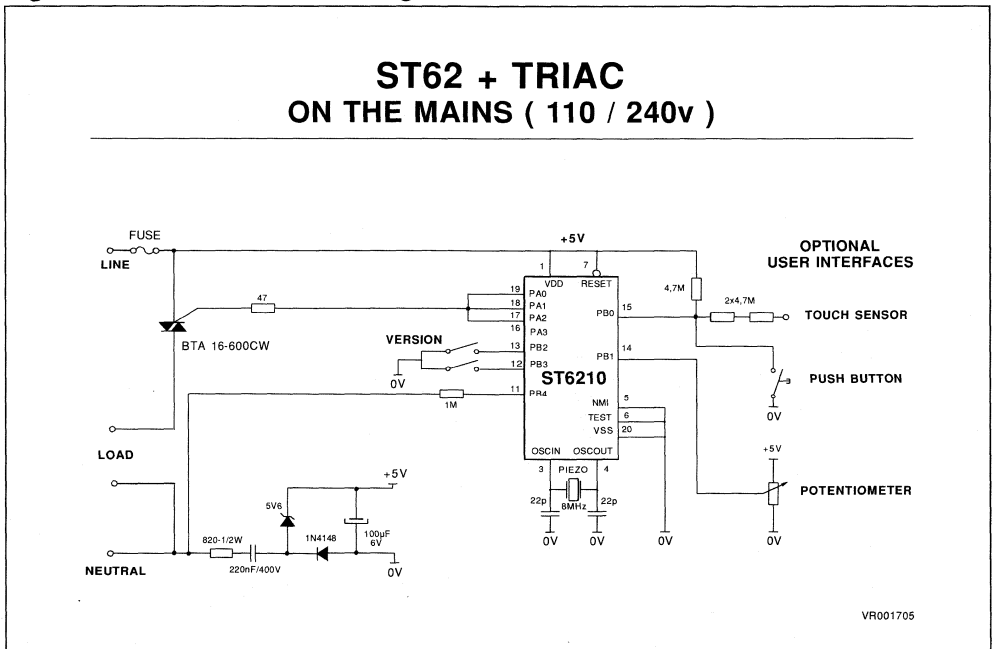 ST62 + TRIAC
ON THE MAINS ( 110 / 240v )
FUSE
LINE
+5V
OPTIONAL
USER INTERFACES
1
7
VDD
RESET
47
19
PA0
18
PA1
17
PA2
16
PA3
15
PB0
4,7M
2x4,7M
TOUCH SENSOR
BTA 16-600CW
VERSION
13
PB2
12
PB3
0V
14
PB1
ST6210
PUSH BUTTON
0V
11
PB4
1M
NMI
5
TEST
6
VSS
20
OSCIN
OSCOUT
LOAD
3
PIEZO
4
22p
8MHz
22p
0V
0V
0V
+5V
POTENTIOMETER
0V
+5V
5V6
820-1/2W
1N4148
100µF
6V
220nF/400V
0V
NEUTRAL
VR001705